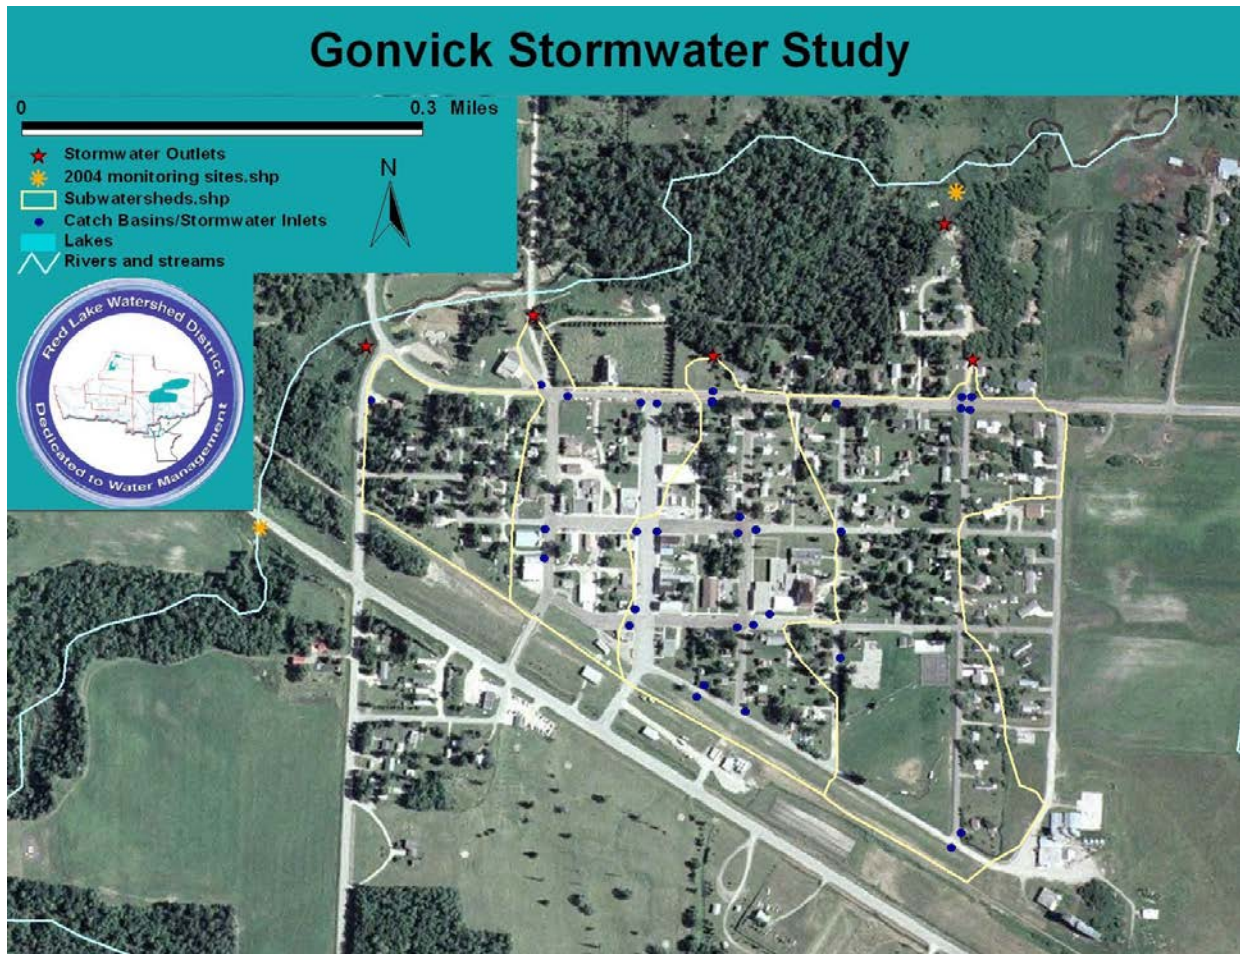 Gonvick Stormwater Study
0 0.3 Miles
Stormwater Outlets
2004 monitoring sites.shp
Subwatersheds.shp
Catch Basins/Stormwater Inlets
Lakes
Rivers and streams
N
Red Lake Watershed District
Dedicated to Water Management